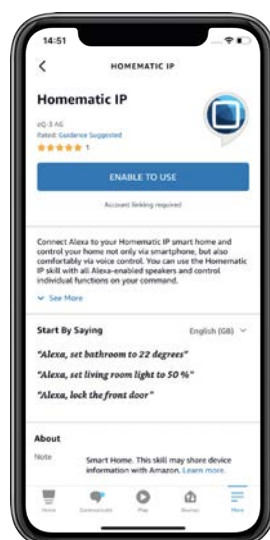 14:51
HOMEMATIC IP
Homematic IP
eQ-3 AG
Rated: Guidance Suggested
1
ENABLE TO USE
Account linking required
Connect Alexa to your Homematic IP smart home and
control your home not only via smartphone, but also
comfortably via voice control. You can use the Homematic
IP skill with all Alexa-enabled speakers and control
individual functions on your command.
See More
Start By Saying English (GB)
"Alexa, set bathroom to 22 degrees"
"Alexa, set living room light to 50 %"
"Alexa, lock the front door"
About
Note Smart Home. This skill may share device
information with Amazon. Learn more.
Home Communicate Play Devices More